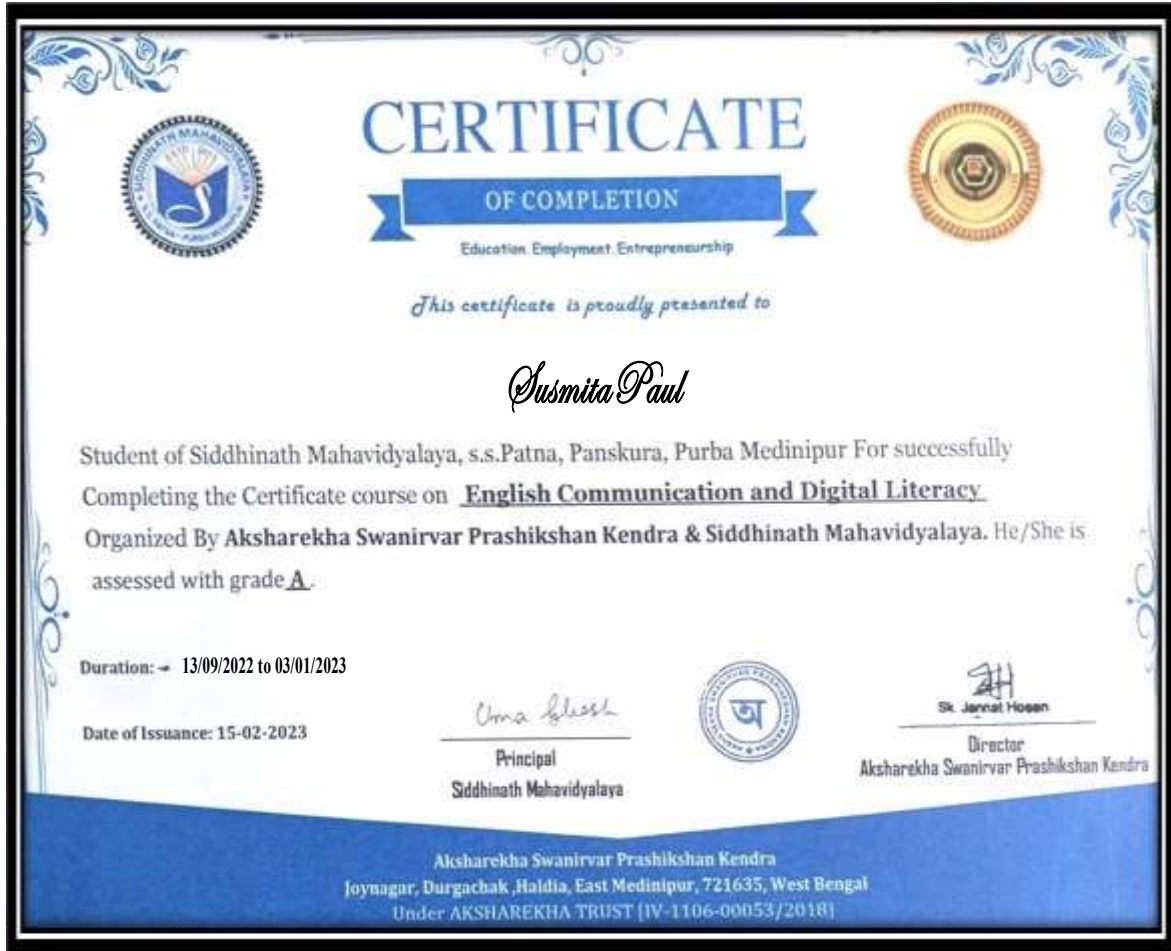 SIDDHINATH MAHAVIDYALAYA
CERTIFICATE
OF COMPLETION
Education. Employment. Entrepreneurship
This certificate is proudly presented to
Susmita Paul
Student of Siddhinath Mahavidyalaya, s.s.Patna, Panskura, Purba Medinipur For successfully
Completing the Certificate course on English Communication and Digital Literacy
Organized By Aksharekha Swanirvar Prashikshan Kendra & Siddhinath Mahavidyalaya. He/She is
assessed with grade A.
Duration: - 13/09/2022 to 03/01/2023
Date of Issuance: 15-02-2023
Uma Ghosh
Principal
Siddhinath Mahavidyalaya
অ
Sk. Jannat Hosen
Director
Aksharekha Swanirvar Prashikshan Kendra
Aksharekha Swanirvar Prashikshan Kendra
Joynagar, Durgachak ,Haldia, East Medinipur, 721635, West Bengal
Under AKSHAREKHA TRUST [IV-1106-00053/2018]